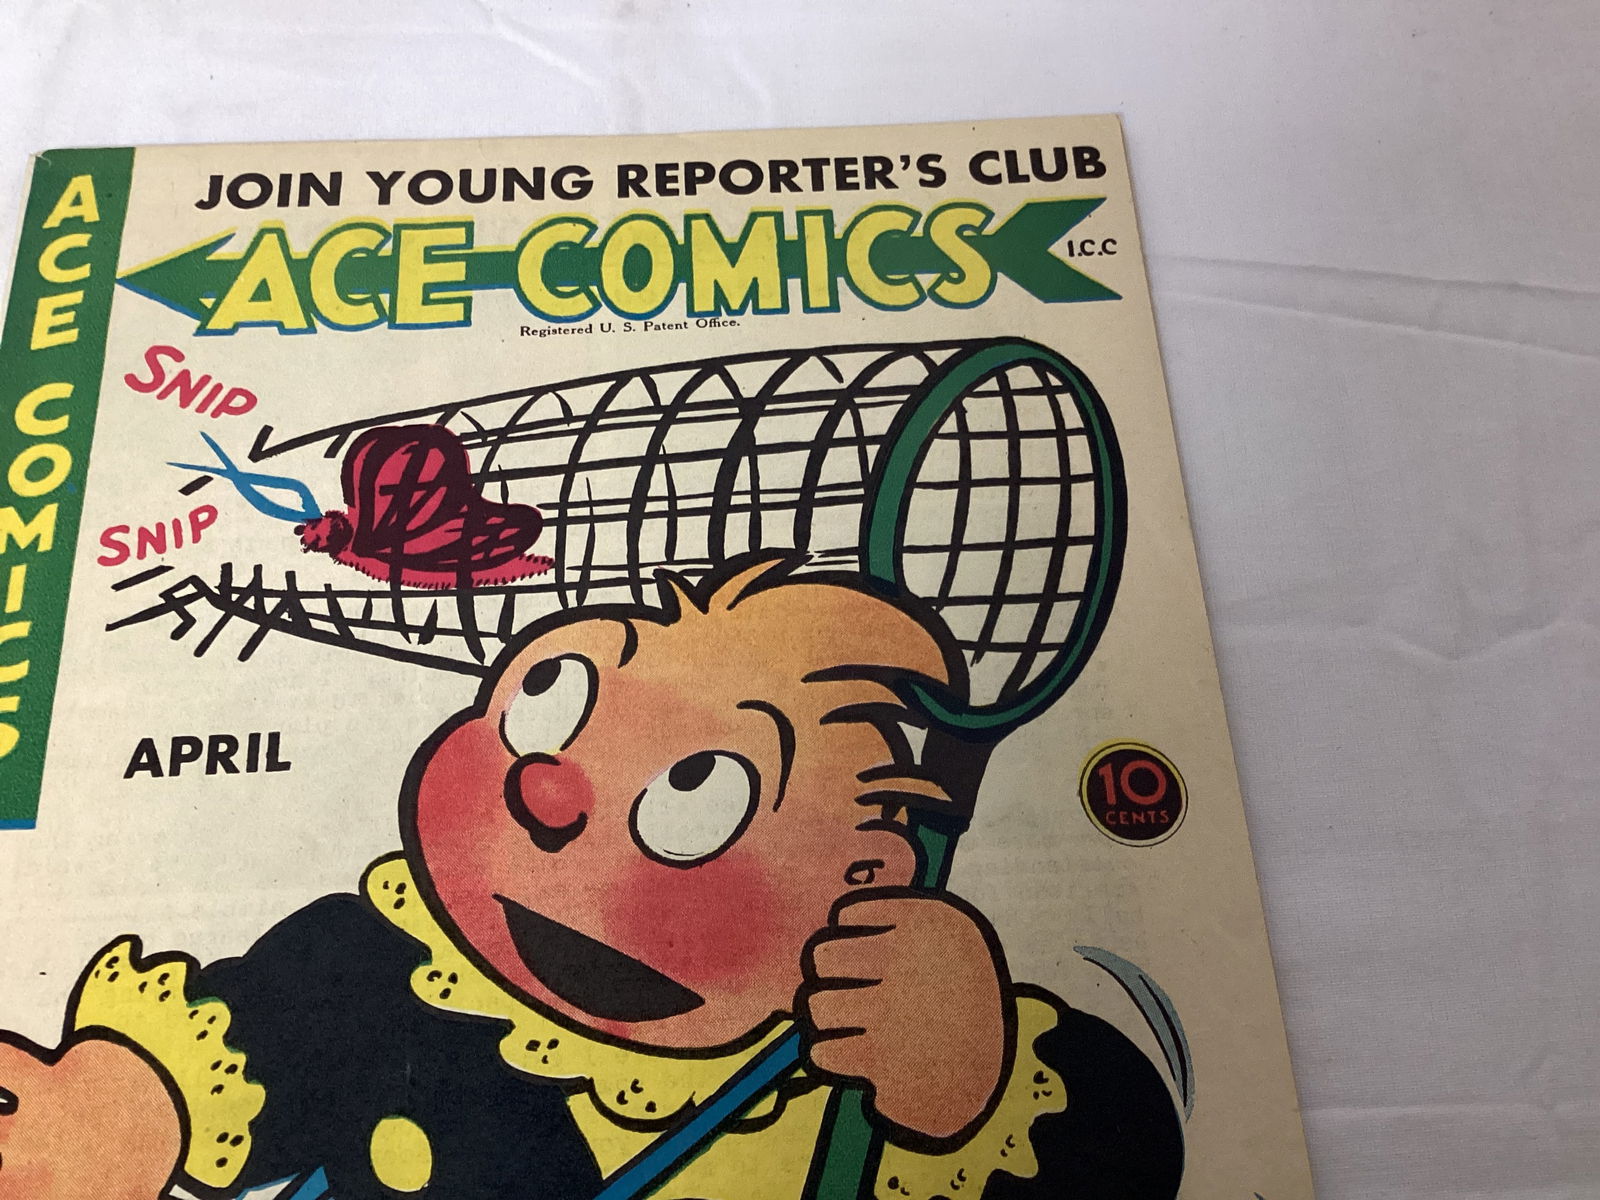 JOIN YOUNG REPORTER'S CLUB
ACE COMICS
I.C.C
Registered U. S. Patent Office.
ACE COMICS
SNIP
SNIP
APRIL
10
CENTS